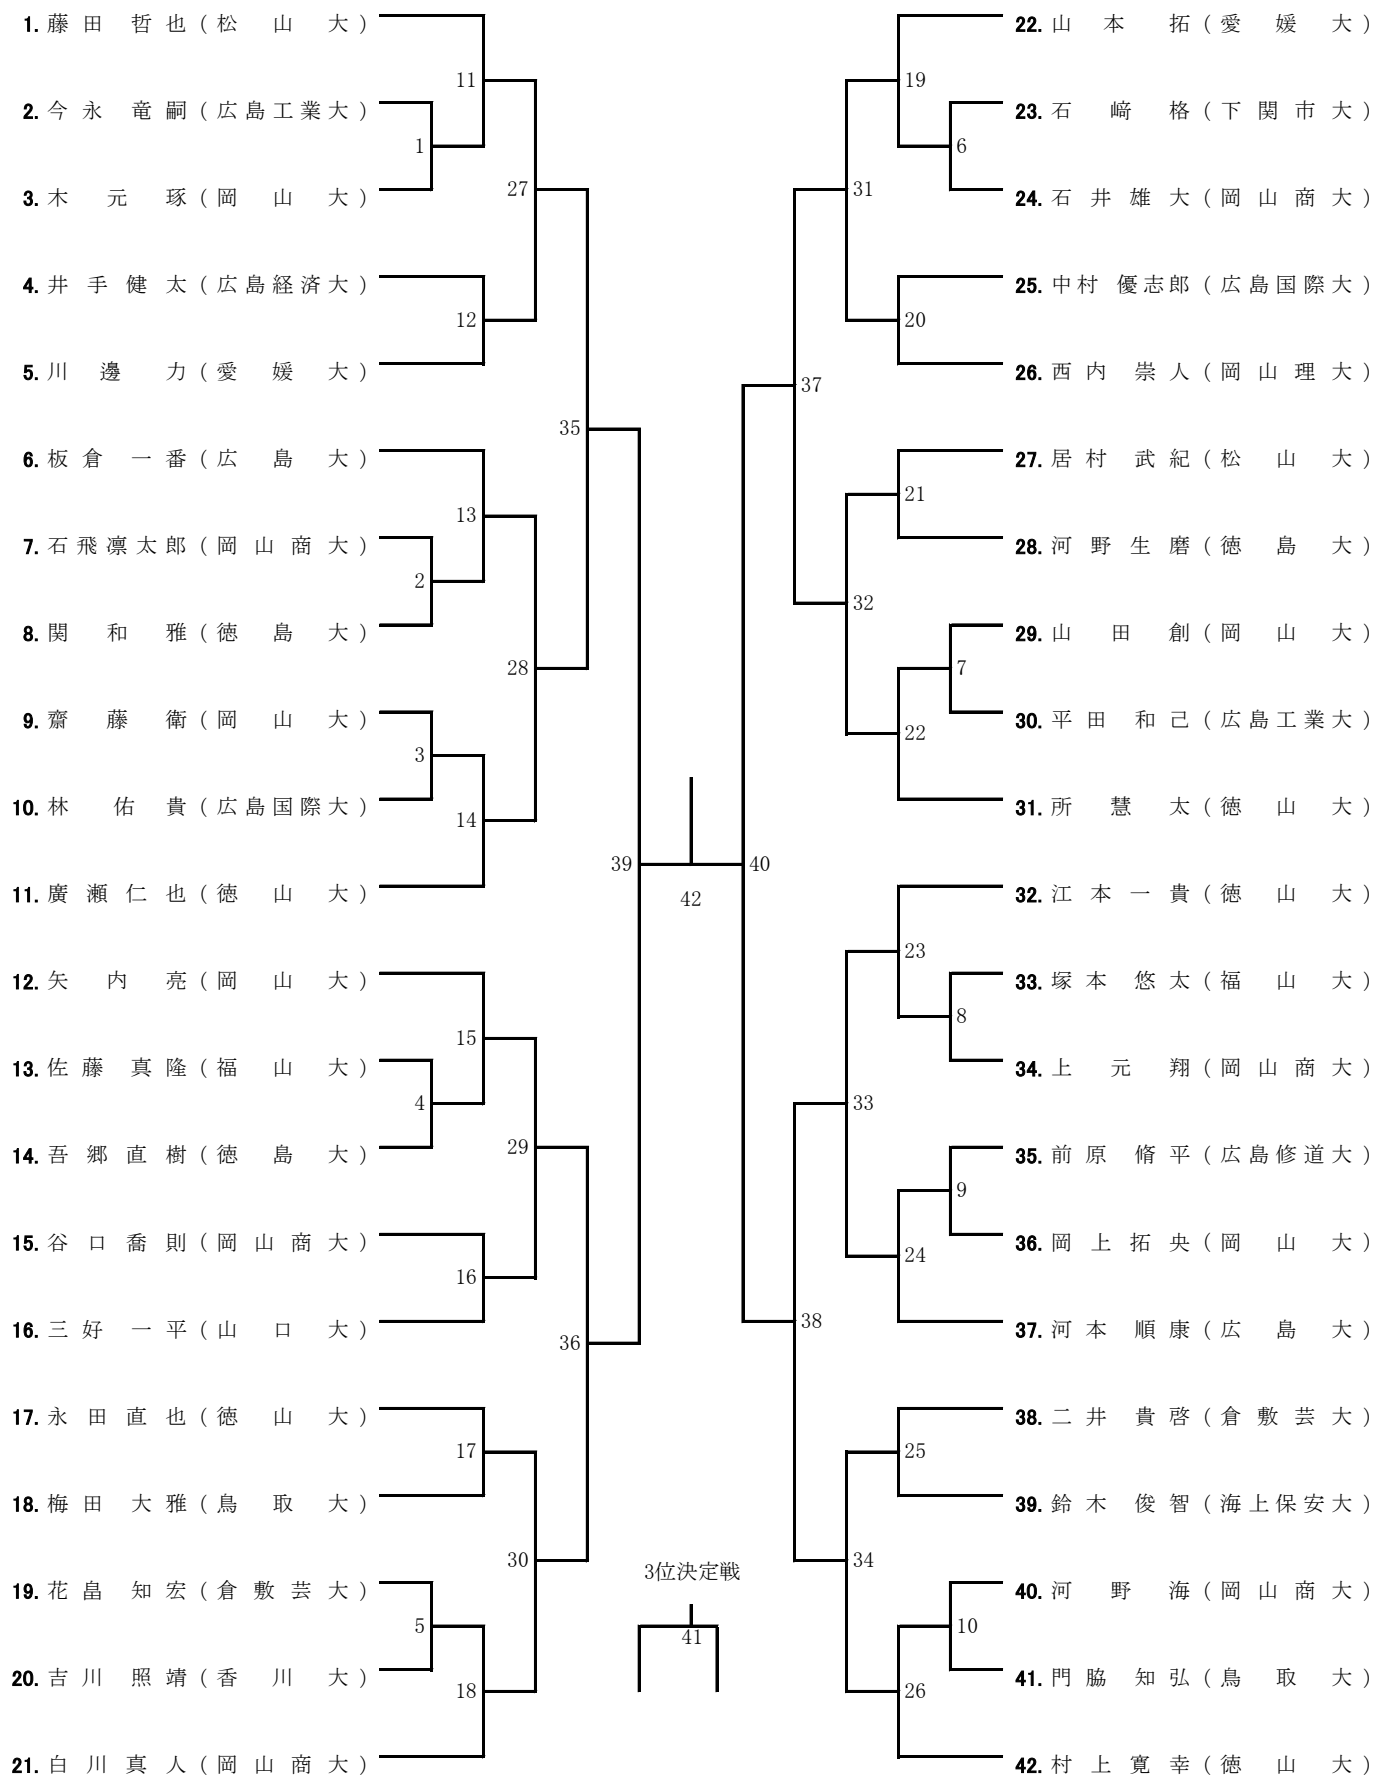 1. 藤田 哲也(松山大)
11
2. 今永 竜嗣(広島工業大)
1
3. 木元 琢(岡山大)
27
4. 井手健太(広島経済大)
12
5. 川邊 力(愛媛大)
35
6. 板倉 一番(広島大)
13
7. 石飛凛太郎(岡山商大)
2
8. 関 和雅(徳島大)
28
9. 齋藤 衛(岡山大)
3
10. 林 佑貴(広島国際大)
14
39
11. 廣瀬仁也(徳山大)
12. 矢内 亮(岡山大)
15
13. 佐藤 真隆(福山大)
4
14. 吾郷直樹(徳島大)
29
15. 谷口喬則(岡山商大)
16
16. 三好 一平(山口大)
36
17. 永田直也(徳山大)
17
18. 梅田 大雅(鳥取大)
30
19. 花畠 知宏(倉敷芸大)
5
20. 吉川 照靖(香川大)
18
21. 白川真人(岡山商大)
42
3位決定戦
41
22. 山本 拓(愛媛大)
19
23. 石﨑 格(下関市大)
6
24. 石井雄大(岡山商大)
31
25. 中村 優志郎(広島国際大)
20
26. 西内 崇人(岡山理大)
37
27. 居村 武紀(松山大)
21
28. 河野生磨(徳島大)
32
29. 山田 創(岡山大)
7
30. 平田 和己(広島工業大)
22
31. 所 慧太(徳山大)
40
32. 江本一貴(徳山大)
23
33. 塚本 悠太(福山大)
8
34. 上元 翔(岡山商大)
33
35. 前原 脩平(広島修道大)
9
36. 岡上拓央(岡山大)
24
37. 河本 順康(広島大)
38
38. 二井 貴啓(倉敷芸大)
25
39. 鈴木 俊智(海上保安大)
34
40. 河野 海(岡山商大)
10
41. 門脇 知弘(鳥取大)
26
42. 村上寛幸(徳山大)